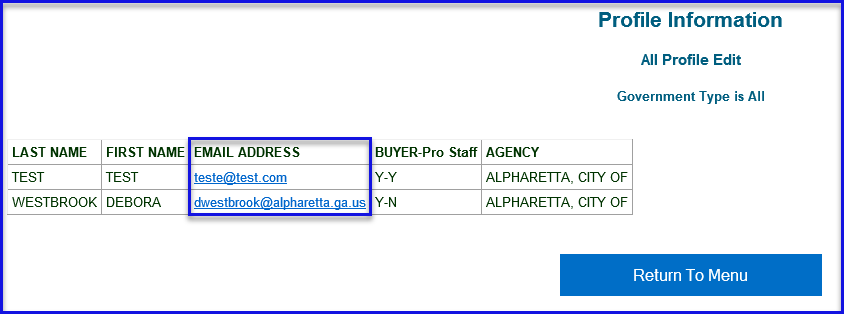 Profile Information
All Profile Edit
Government Type is All
LAST NAME FIRST NAME EMAIL ADDRESS BUYER-Pro Staff AGENCY
TEST TEST teste@test.com Y-Y ALPHARETTA, CITY OF
WESTBROOK DEBORA dwestbrook@alpharetta.ga.us Y-N ALPHARETTA, CITY OF
Return To Menu